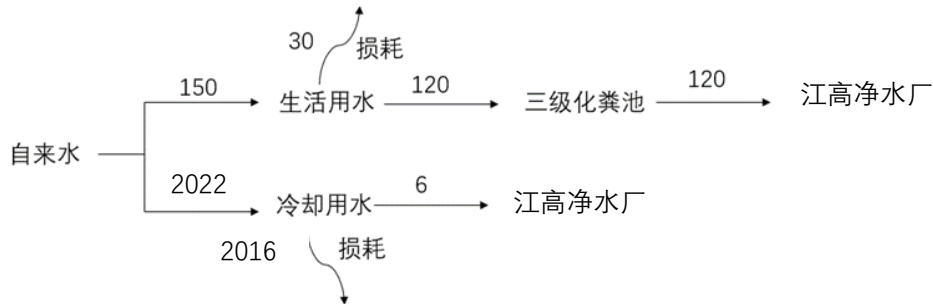 30
损耗
150
生活用水
120
三级化粪池
120
江高净水厂
自来水
2022
冷却用水
6
江高净水厂
2016
损耗